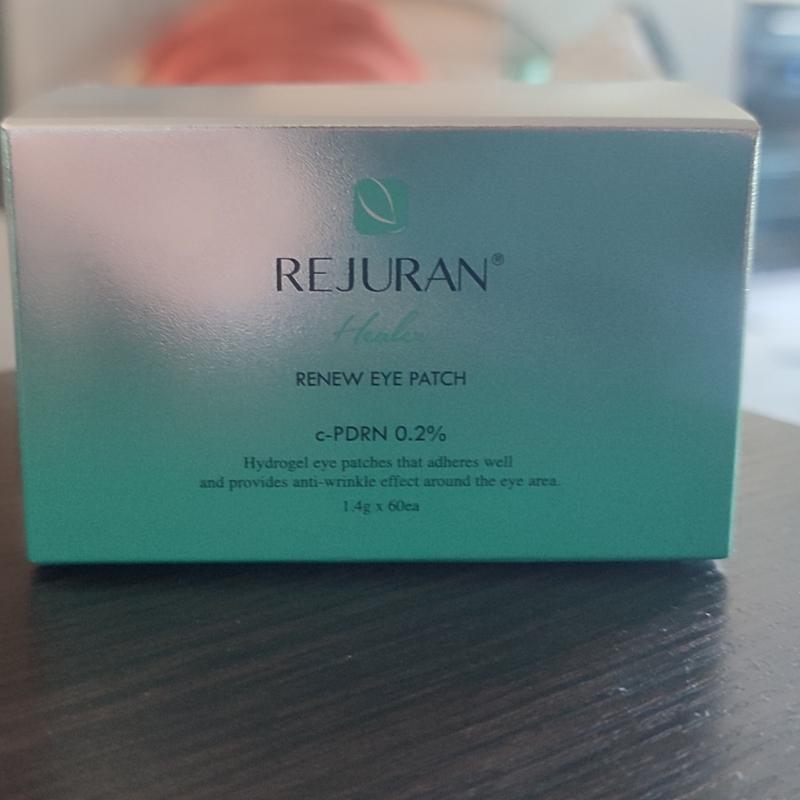 REJURAN®
Healer
RENEW EYE PATCH
c-PDRN 0.2%
Hydrogel eye patches that adheres well
and provides anti-wrinkle effect around the eye area.
1.4g x 60ea